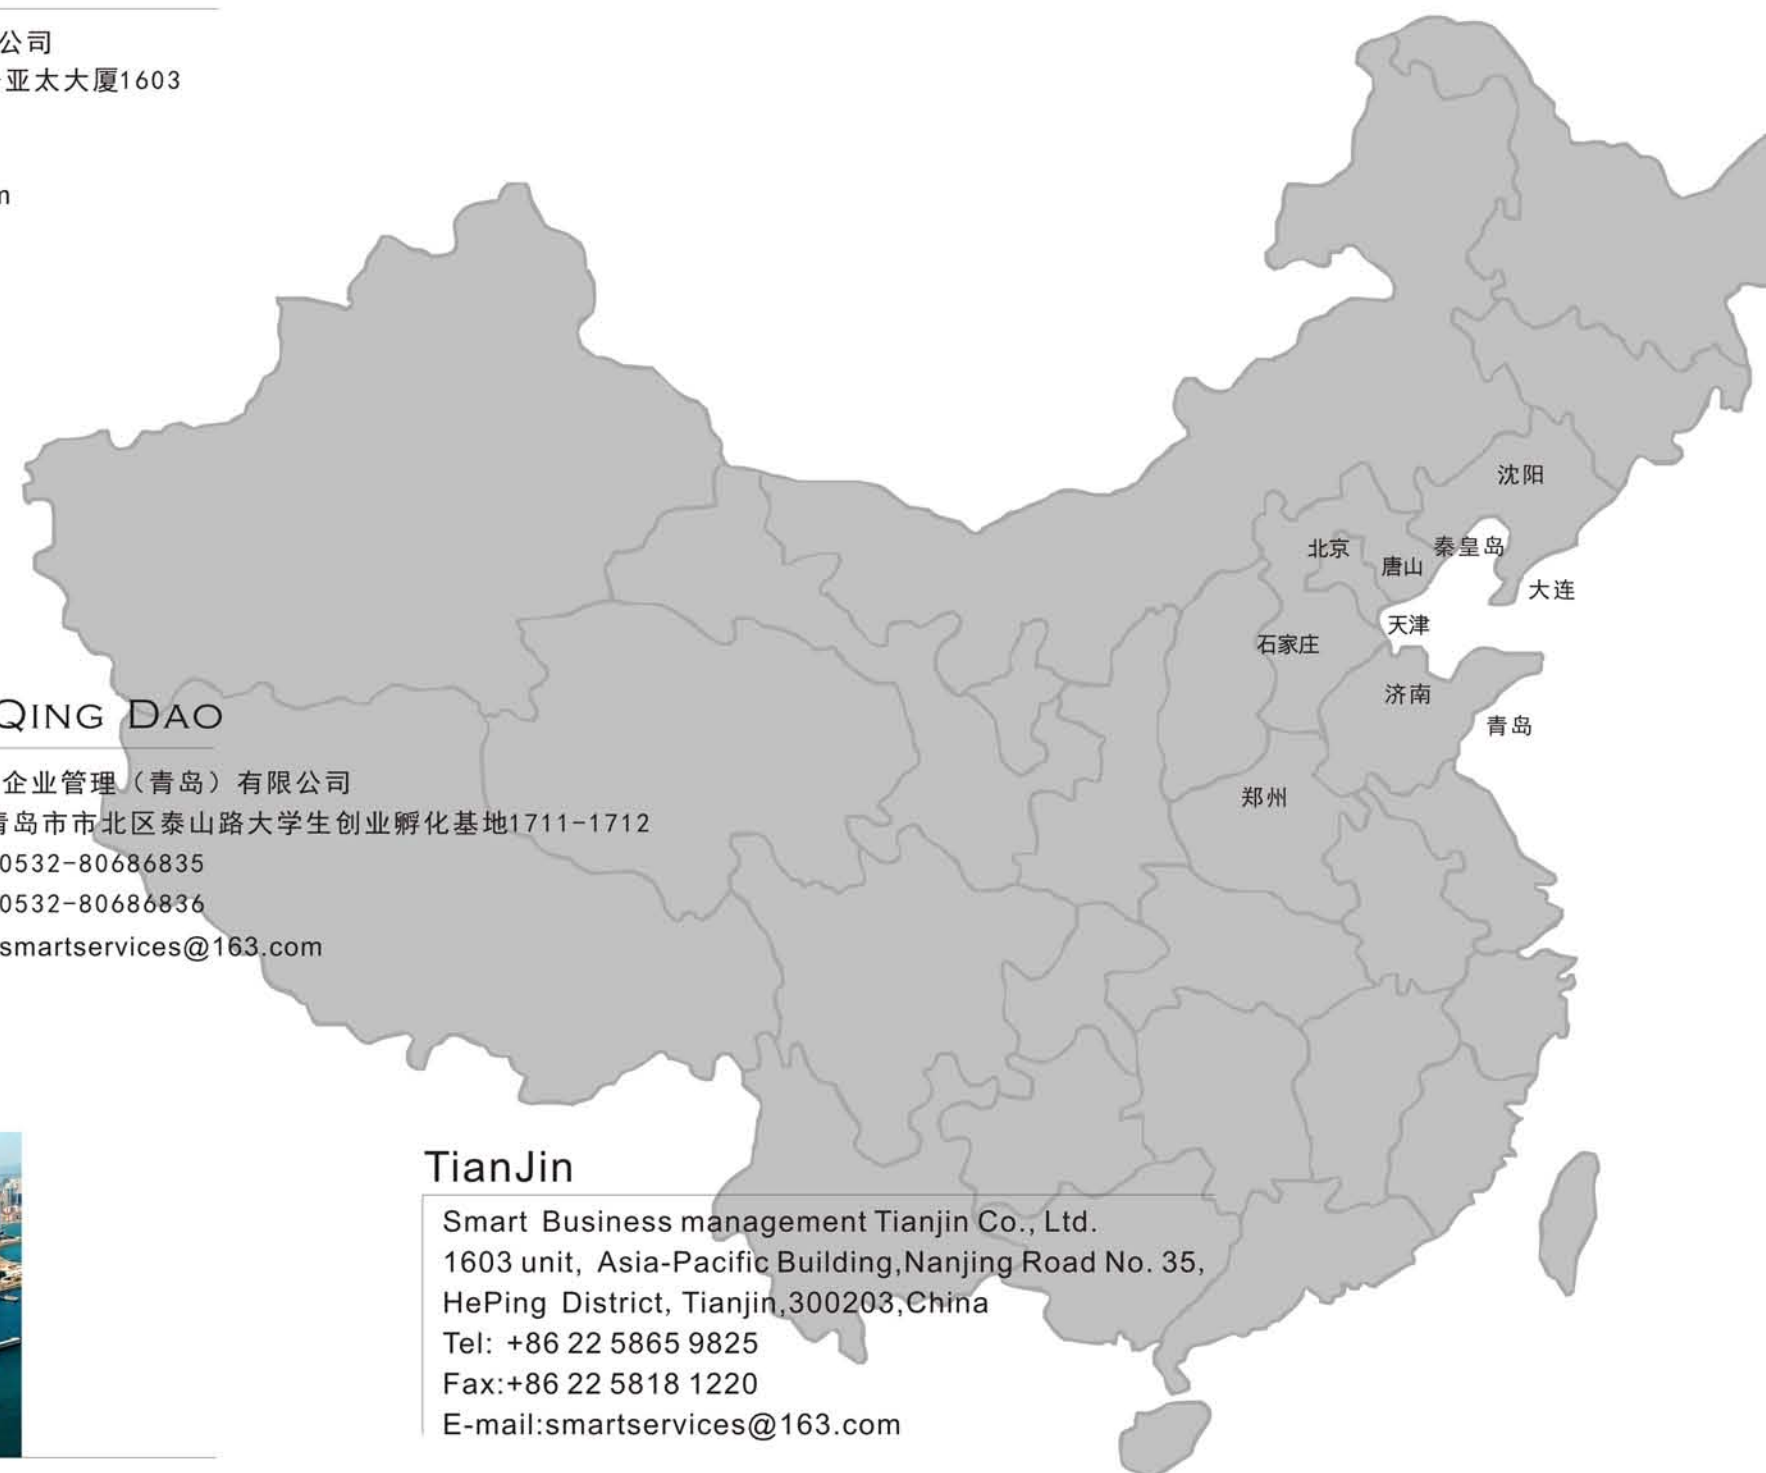 公司
亚太大厦1603
m
QING DAO
企业管理（青岛）有限公司
青岛市市北区泰山路大学生创业孵化基地1711-1712
0532-80686835
0532-80686836
smartservices@163.com
TianJin
Smart Business management Tianjin Co., Ltd.
1603 unit, Asia-Pacific Building,Nanjing Road No. 35,
HePing District, Tianjin,300203,China
Tel: +86 22 5865 9825
Fax:+86 22 5818 1220
E-mail:smartservices@163.com
沈阳
北京
唐山
秦皇岛
大连
天津
石家庄
济南
青岛
郑州